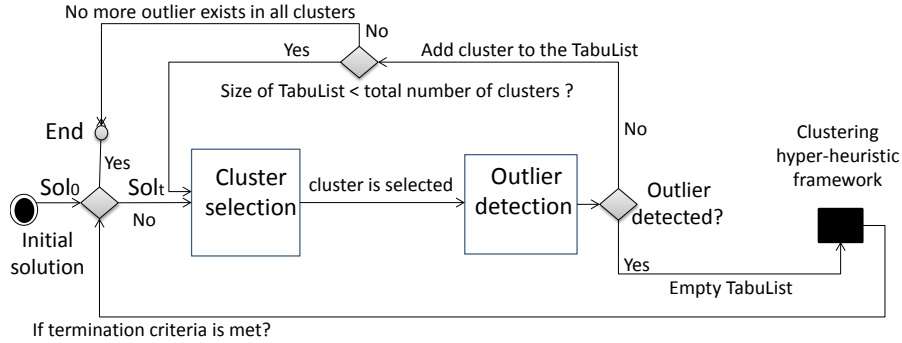 No more outlier exists in all clusters
No
Yes
Add cluster to the TabuList
Size of TabuList < total number of clusters ?
End
Yes
No
Clustering
hyper-heuristic
framework
Sol0
Solt
No
Cluster
selection
cluster is selected
Outlier
detection
Outlier
detected?
Initial
solution
Yes
Empty TabuList
If termination criteria is met?